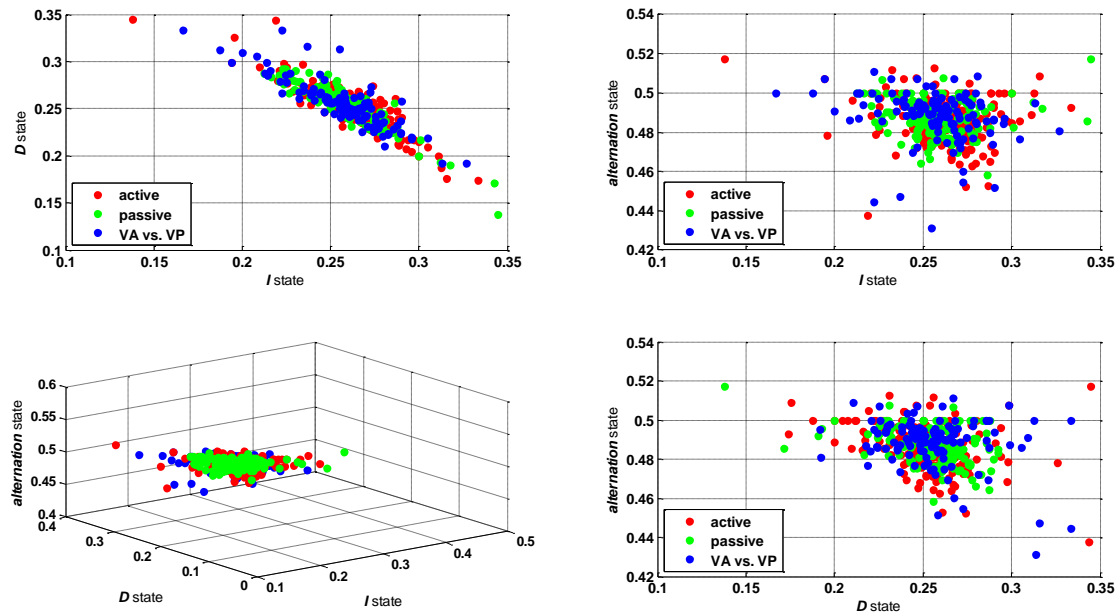 0.35
0.3
0.25
0.2
0.15
0.1
D state
active
passive
VA vs. VP
0.1 0.15 0.2 0.25 0.3 0.35
I state
0.54
0.52
0.5
0.48
0.46
0.44
0.42
alternation state
active
passive
VA vs. VP
0.1 0.15 0.2 0.25 0.3 0.35
I state
0.6
0.55
0.5
0.45
0.4
alternation state
0.4 0.3 0.2 0.1 0
D state
0.1 0.2 0.3 0.4 0.5
I state
0.54
0.52
0.5
0.48
0.46
0.44
0.42
alternation state
active
passive
VA vs. VP
0.1 0.15 0.2 0.25 0.3 0.35
D state